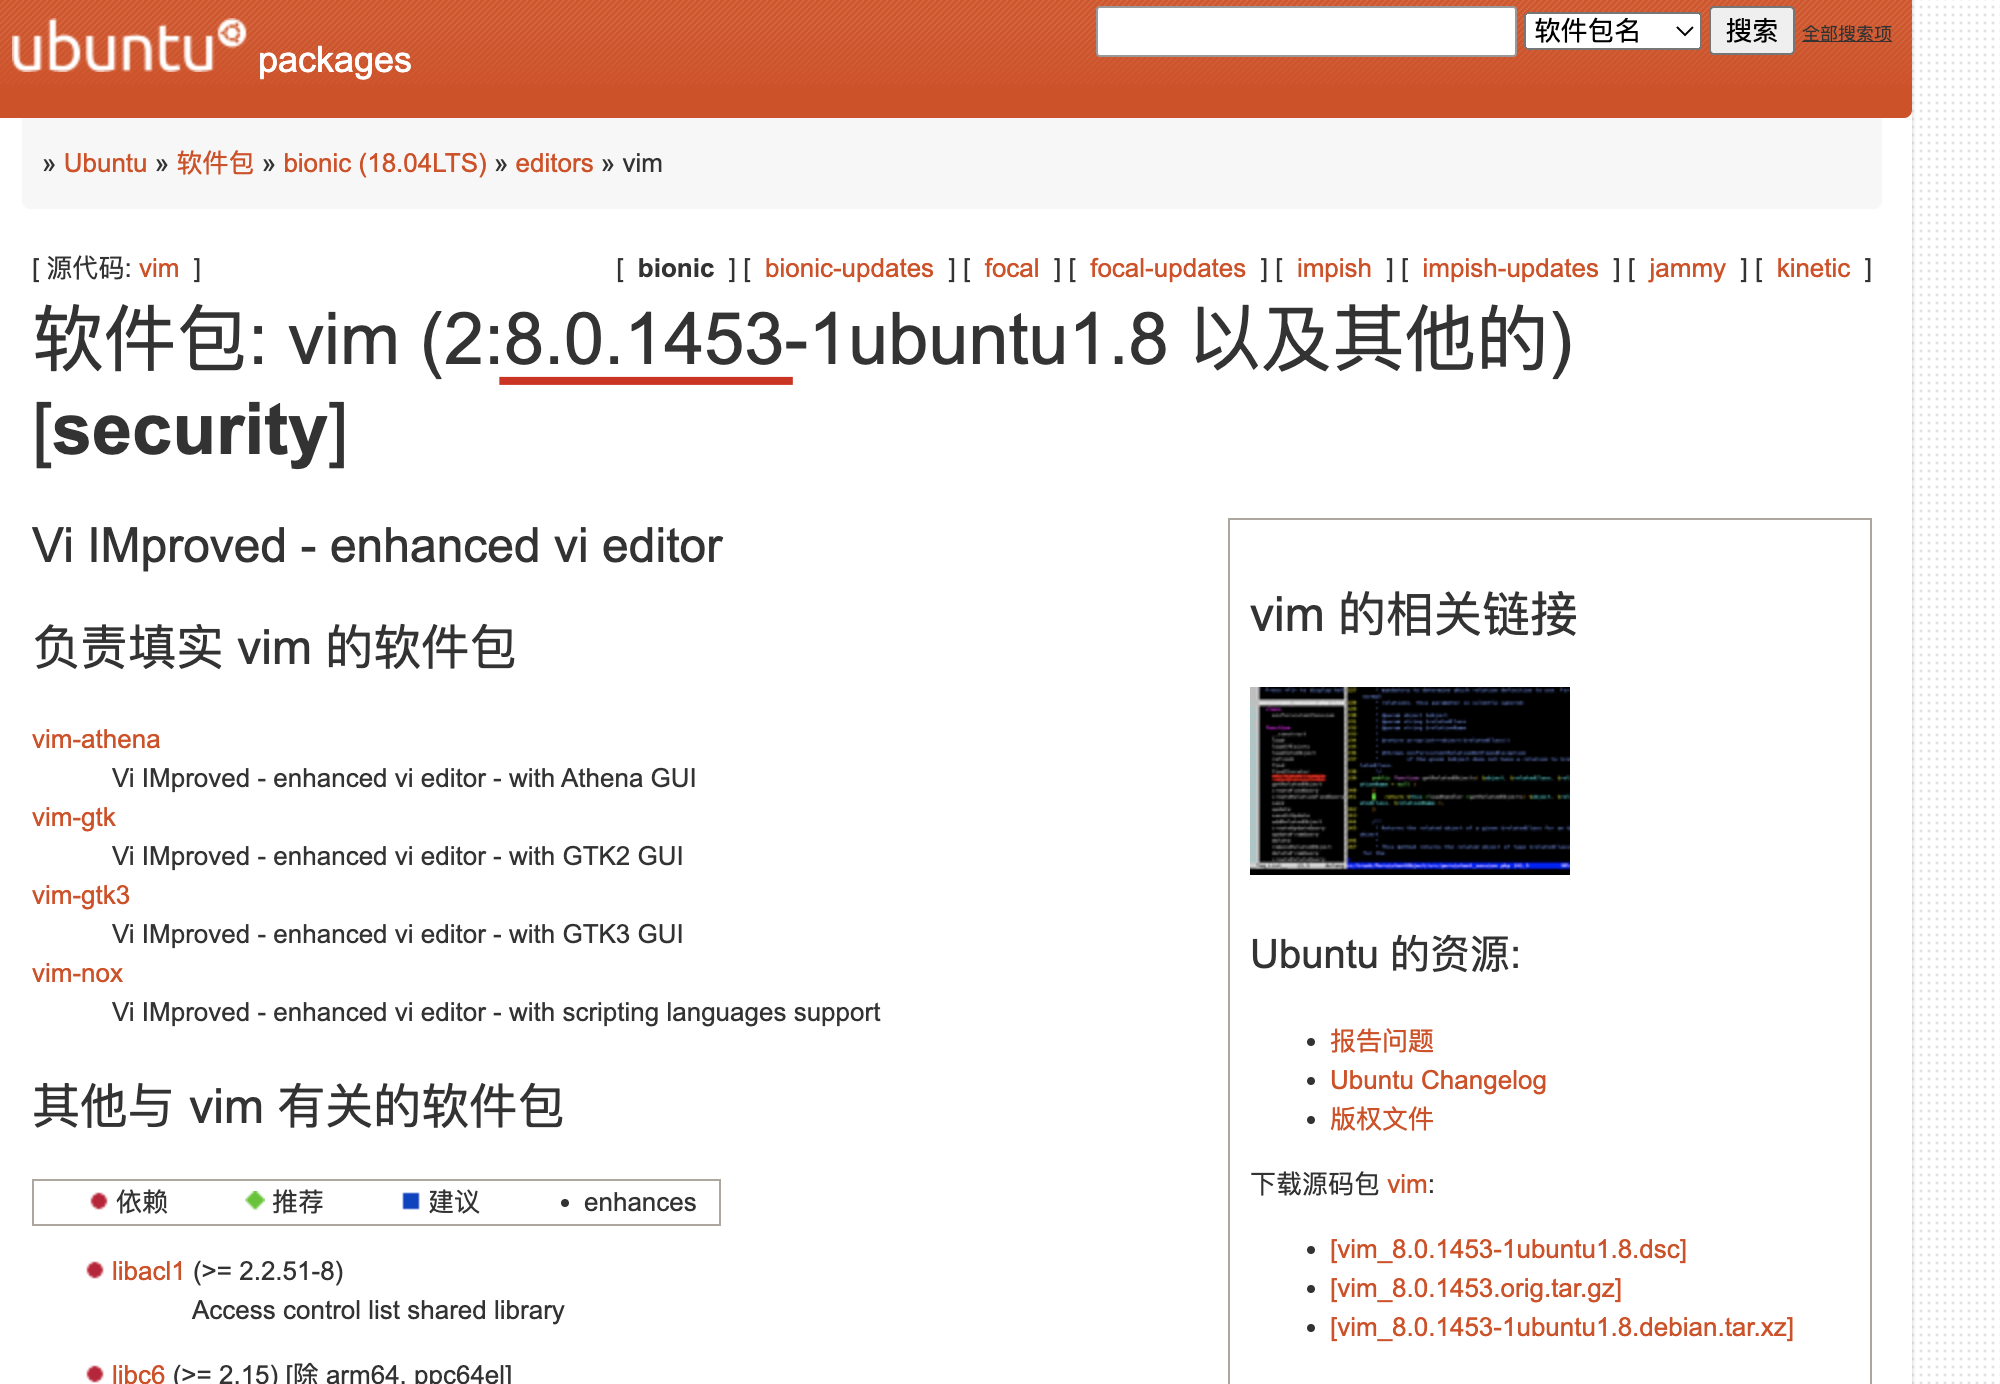 ubuntu packages
软件包名 搜索 全部搜索项
» Ubuntu » 软件包 » bionic (18.04LTS) » editors » vim
[ 源代码: vim ]
[ bionic ] [ bionic-updates ] [ focal ] [ focal-updates ] [ impish ] [ impish-updates ] [ jammy ] [ kinetic ]
软件包: vim (2:8.0.1453-1ubuntu1.8 以及其他的)
[security]
Vi IMproved - enhanced vi editor
负责填实 vim 的软件包
vim-athena
Vi IMproved - enhanced vi editor - with Athena GUI
vim-gtk
Vi IMproved - enhanced vi editor - with GTK2 GUI
vim-gtk3
Vi IMproved - enhanced vi editor - with GTK3 GUI
vim-nox
Vi IMproved - enhanced vi editor - with scripting languages support
其他与 vim 有关的软件包
依赖 推荐 建议 • enhances
libacl1 (>= 2.2.51-8)
Access control list shared library
libc6 (>= 2.15) [除 arm64, ppc64el]
vim 的相关链接
Ubuntu 的资源:
• 报告问题
• Ubuntu Changelog
• 版权文件
下载源码包 vim:
• [vim_8.0.1453-1ubuntu1.8.dsc]
• [vim_8.0.1453.orig.tar.gz]
• [vim_8.0.1453-1ubuntu1.8.debian.tar.xz]